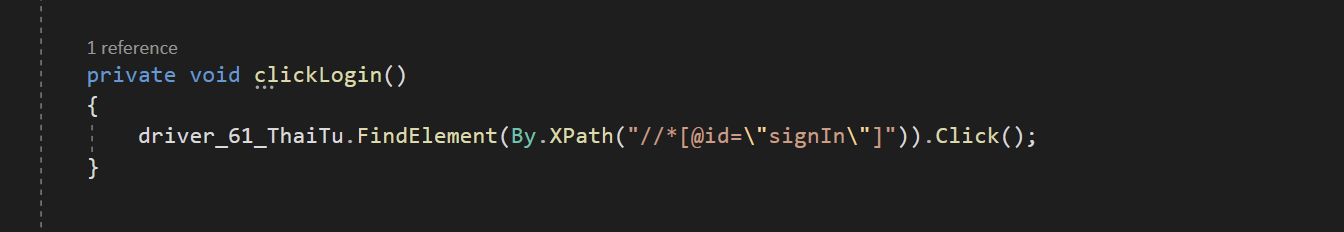 1 reference
private void clickLogin()
{
driver_61_ThaiTu.FindElement(By.XPath("//*[@id=\"signIn\"]")).Click();
}